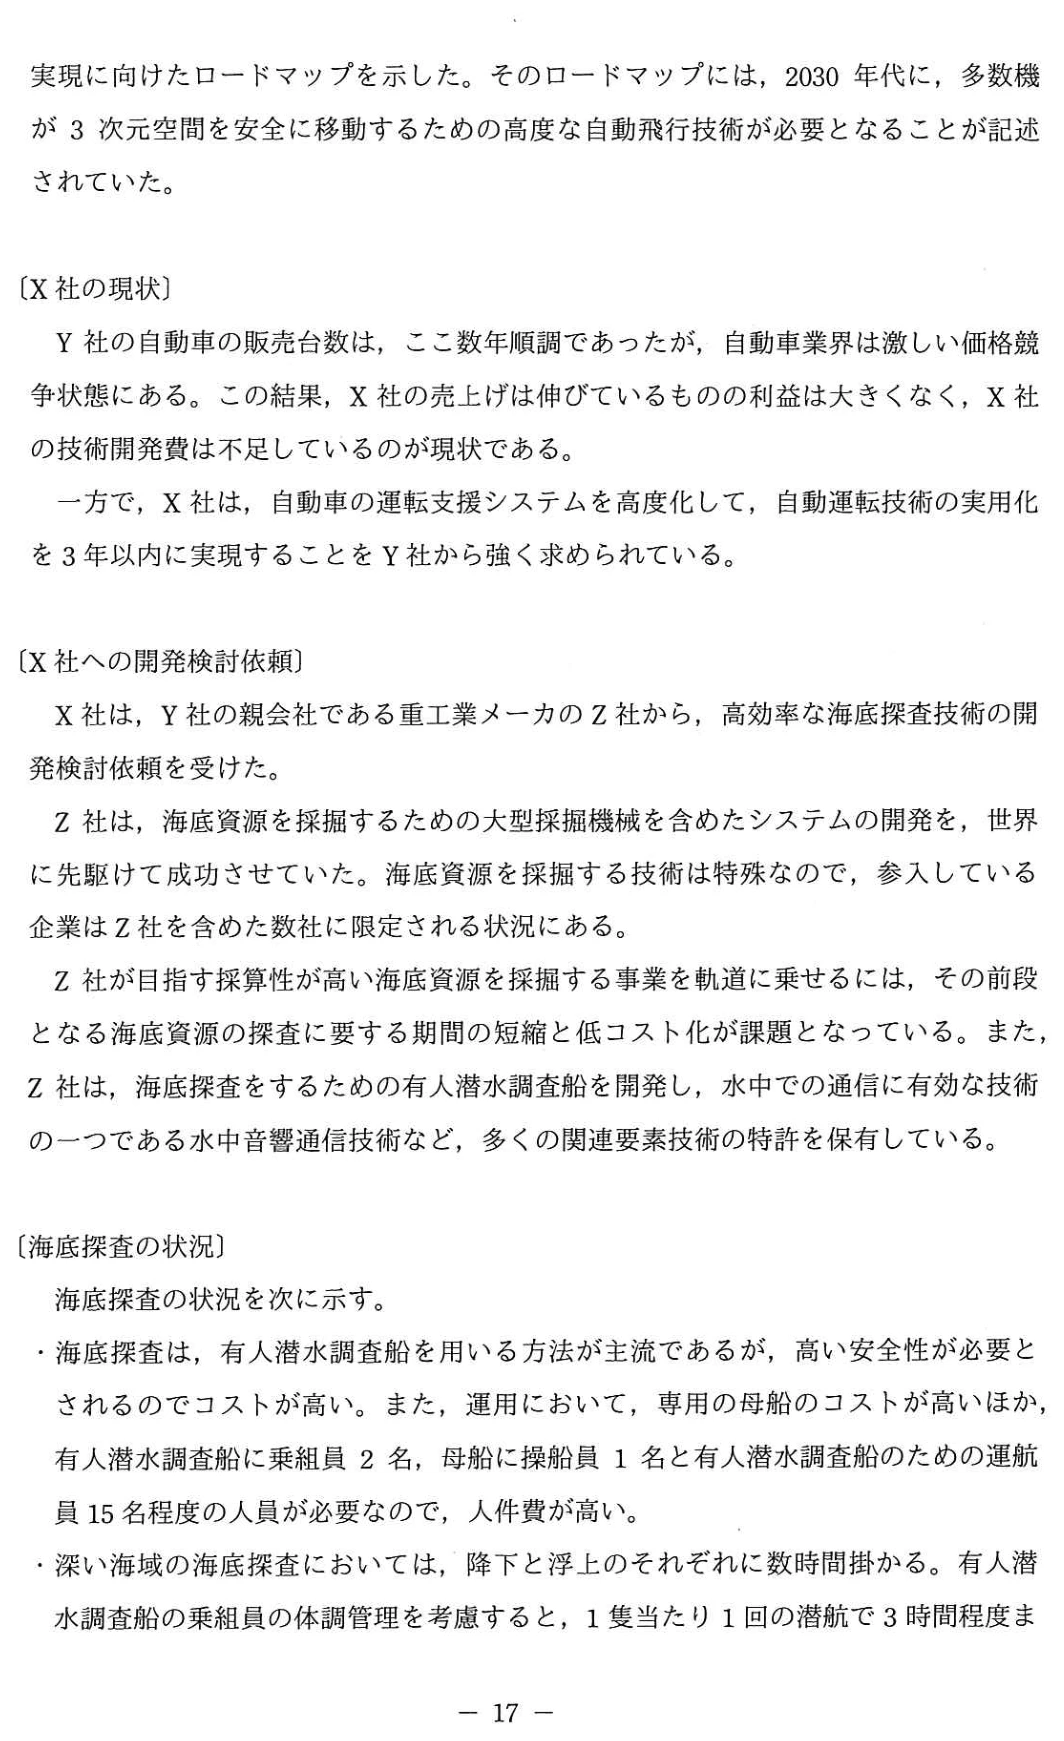 実現に向けたロードマップを示した。そのロードマップには，2030 年代に，多数機
が 3 次元空間を安全に移動するための高度な自動飛行技術が必要となることが記述
されていた。
〔X 社の現状〕
Y 社の自動車の販売台数は，ここ数年順調であったが，自動車業界は激しい価格競
争状態にある。この結果，X 社の売上げは伸びているものの利益は大きくなく，X 社
の技術開発費は不足しているのが現状である。
一方で，X 社は，自動車の運転支援システムを高度化して，自動運転技術の実用化
を 3 年以内に実現することを Y 社から強く求められている。
〔X 社への開発検討依頼〕
X 社は，Y 社の親会社である重工業メーカの Z 社から，高効率な海底探査技術の開
発検討依頼を受けた。
Z 社は，海底資源を採掘するための大型採掘機械を含めたシステムの開発を，世界
に先駆けて成功させていた。海底資源を採掘する技術は特殊なので，参入している
企業は Z 社を含めた数社に限定される状況にある。
Z 社が目指す採算性が高い海底資源を採掘する事業を軌道に乗せるには，その前段
となる海底資源の探査に要する期間の短縮と低コスト化が課題となっている。また，
Z 社は，海底探査をするための有人潜水調査船を開発し，水中での通信に有効な技術
の一つである水中音響通信技術など，多くの関連要素技術の特許を保有している。
〔海底探査の状況〕
海底探査の状況を次に示す。
・海底探査は，有人潜水調査船を用いる方法が主流であるが，高い安全性が必要と
されるのでコストが高い。また，運用において，専用の母船のコストが高いほか，
有人潜水調査船に乗組員 2 名，母船に操船員 1 名と有人潜水調査船のための運航
員 15 名程度の人員が必要なので，人件費が高い。
・深い海域の海底探査においては，降下と浮上のそれぞれに数時間掛かる。有人潜
水調査船の乗組員の体調管理を考慮すると，1 隻当たり 1 回の潜航で 3 時間程度ま
― 17 ―